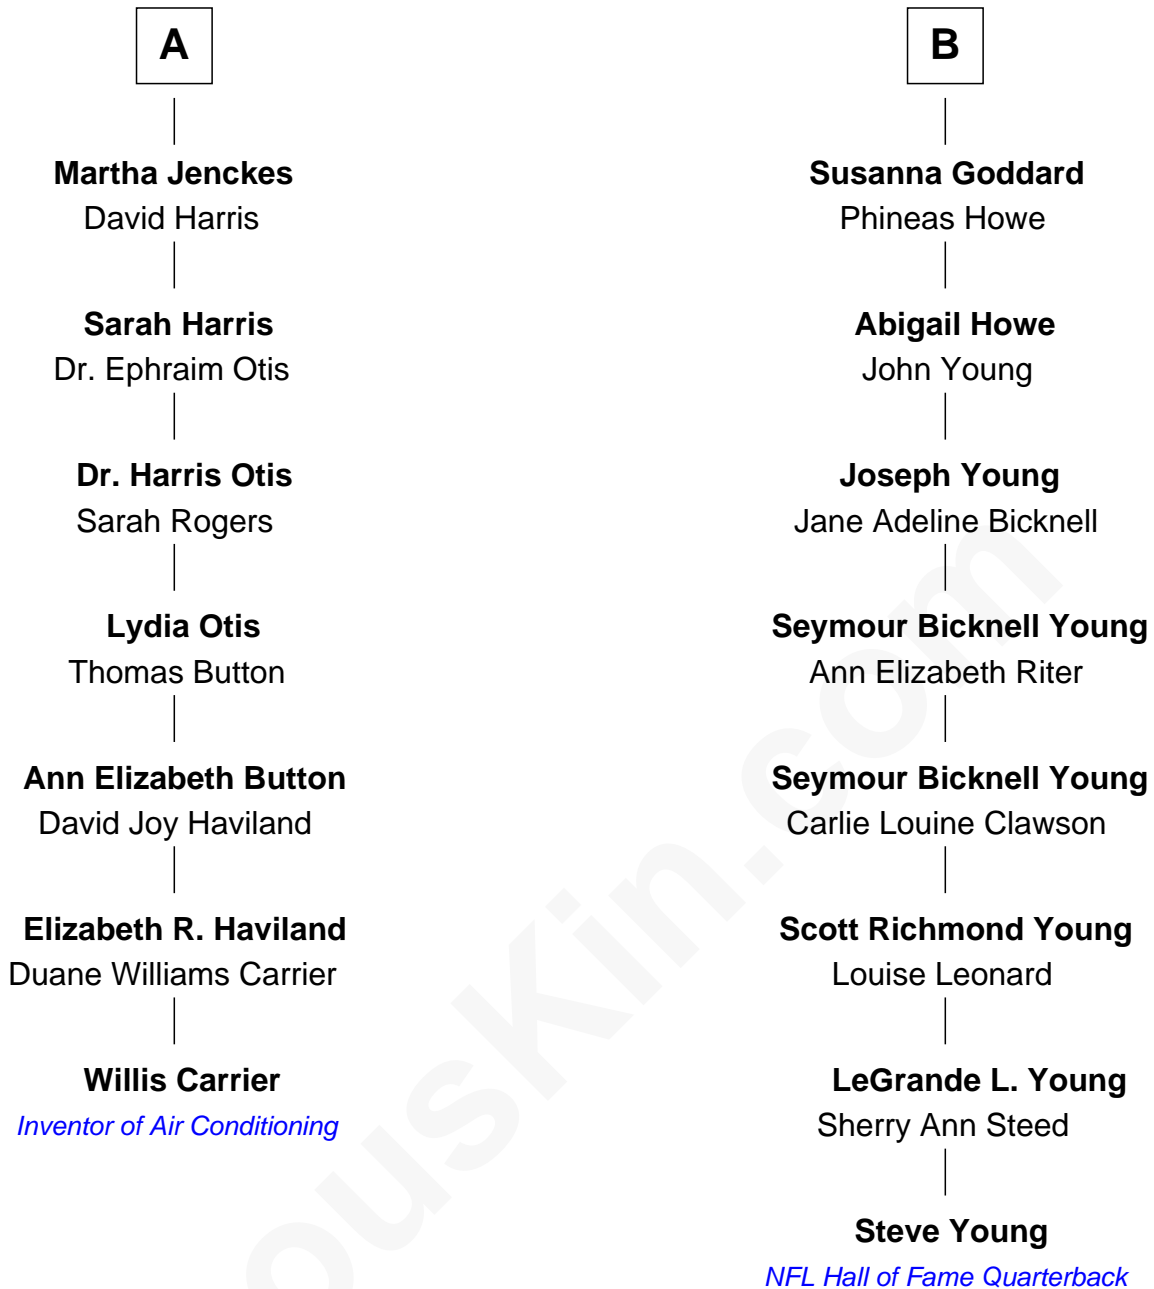 A
Martha Jenckes
David Harris
Sarah Harris
Dr. Ephraim Otis
Dr. Harris Otis
Sarah Rogers
Lydia Otis
Thomas Button
Ann Elizabeth Button
David Joy Haviland
Elizabeth R. Haviland
Duane Williams Carrier
Willis Carrier
Inventor of Air Conditioning
B
Susanna Goddard
Phineas Howe
Abigail Howe
John Young
Joseph Young
Jane Adeline Bicknell
Seymour Bicknell Young
Ann Elizabeth Riter
Seymour Bicknell Young
Carlie Louine Clawson
Scott Richmond Young
Louise Leonard
LeGrande L. Young
Sherry Ann Steed
Steve Young
NFL Hall of Fame Quarterback
ousKin.com